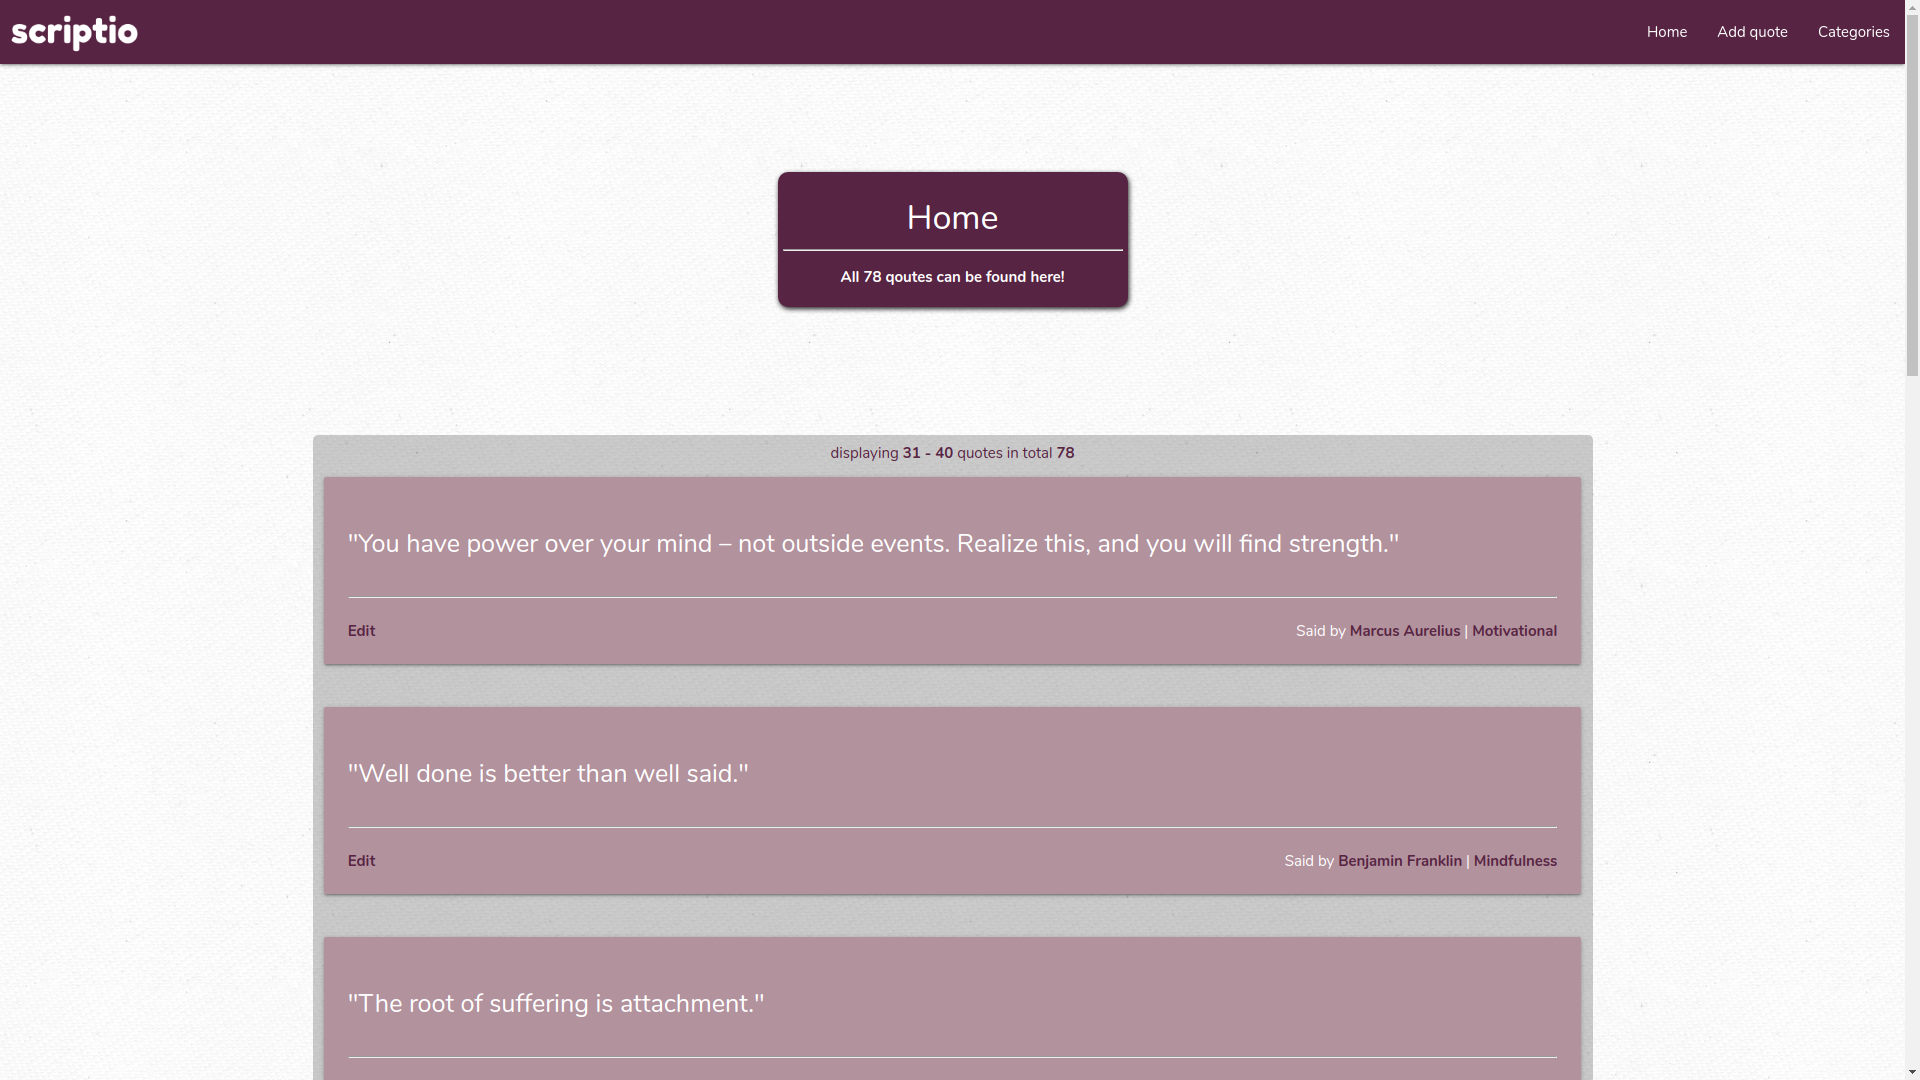 scriptio
Home Add quote Categories
Home
All 78 qoutes can be found here!
displaying 31 - 40 quotes in total 78
"You have power over your mind – not outside events. Realize this, and you will find strength."
Edit
Said by Marcus Aurelius | Motivational
"Well done is better than well said."
Edit
Said by Benjamin Franklin | Mindfulness
"The root of suffering is attachment."